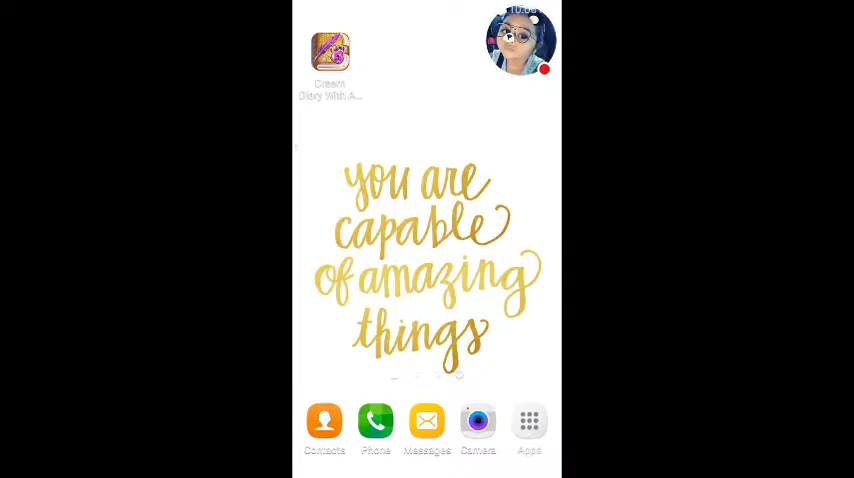 Dream
Diary With A...
you are
capable
of amazing
things
Contacts
Phone
Messages
Camera
Apps